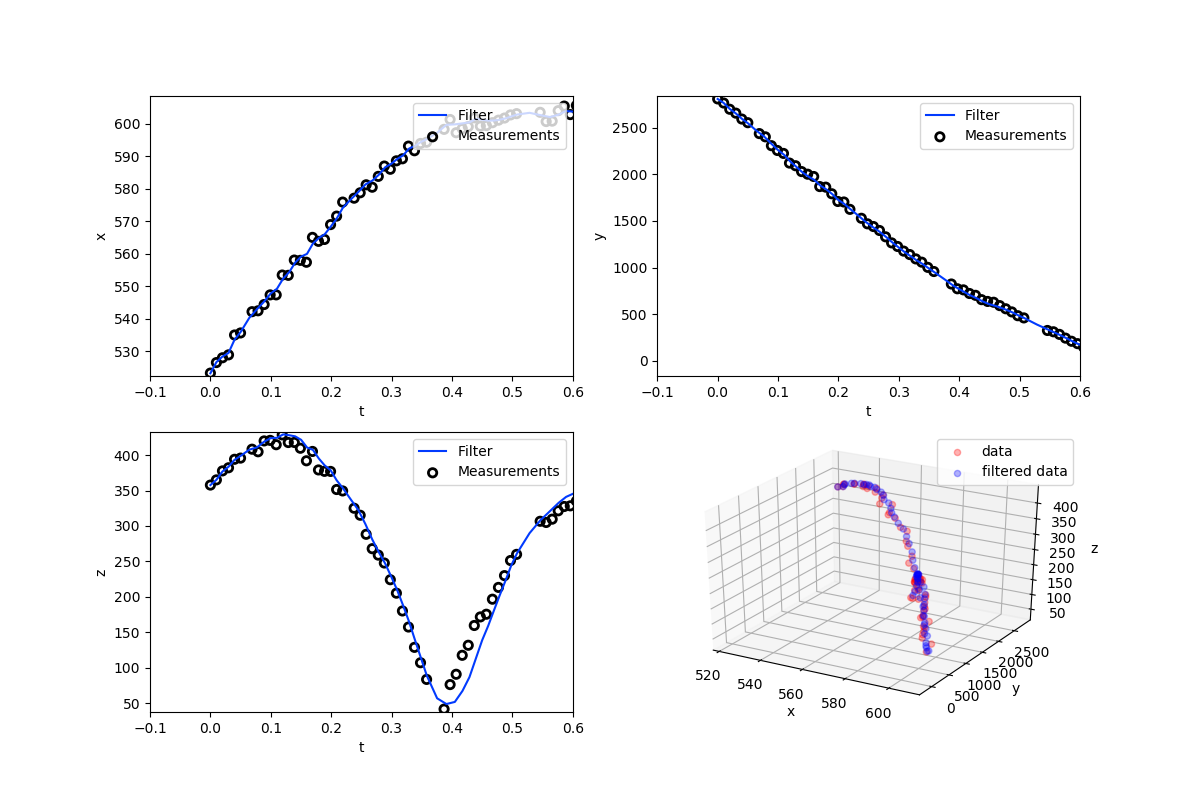 Filter
Measurements
600
590
580
570
560
550
540
530
x
−0.1 0.0 0.1 0.2 0.3 0.4 0.5 0.6
t
Filter
Measurements
2500
2000
1500
1000
500
0
y
−0.1 0.0 0.1 0.2 0.3 0.4 0.5 0.6
t
Filter
Measurements
400
350
300
250
200
150
100
50
z
−0.1 0.0 0.1 0.2 0.3 0.4 0.5 0.6
t
data
filtered data
400
350
300
250
200
150
100
50
z
520 540 560 580 600
x
0 500 1000 1500 2000 2500
y